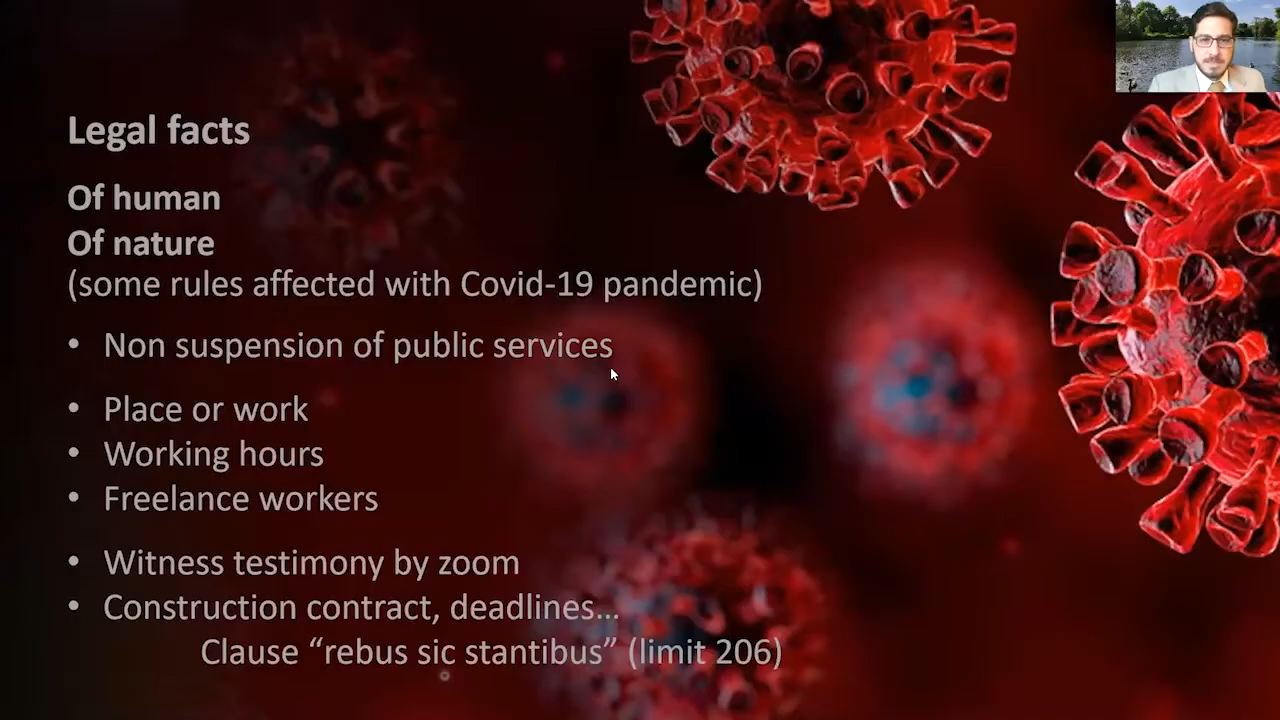 Legal facts
Of human
Of nature
(some rules affected with Covid-19 pandemic)
• Non suspension of public services
• Place or work
• Working hours
• Freelance workers
• Witness testimony by zoom
• Construction contract, deadlines...
Clause “rebus sic stantibus” (limit 206)